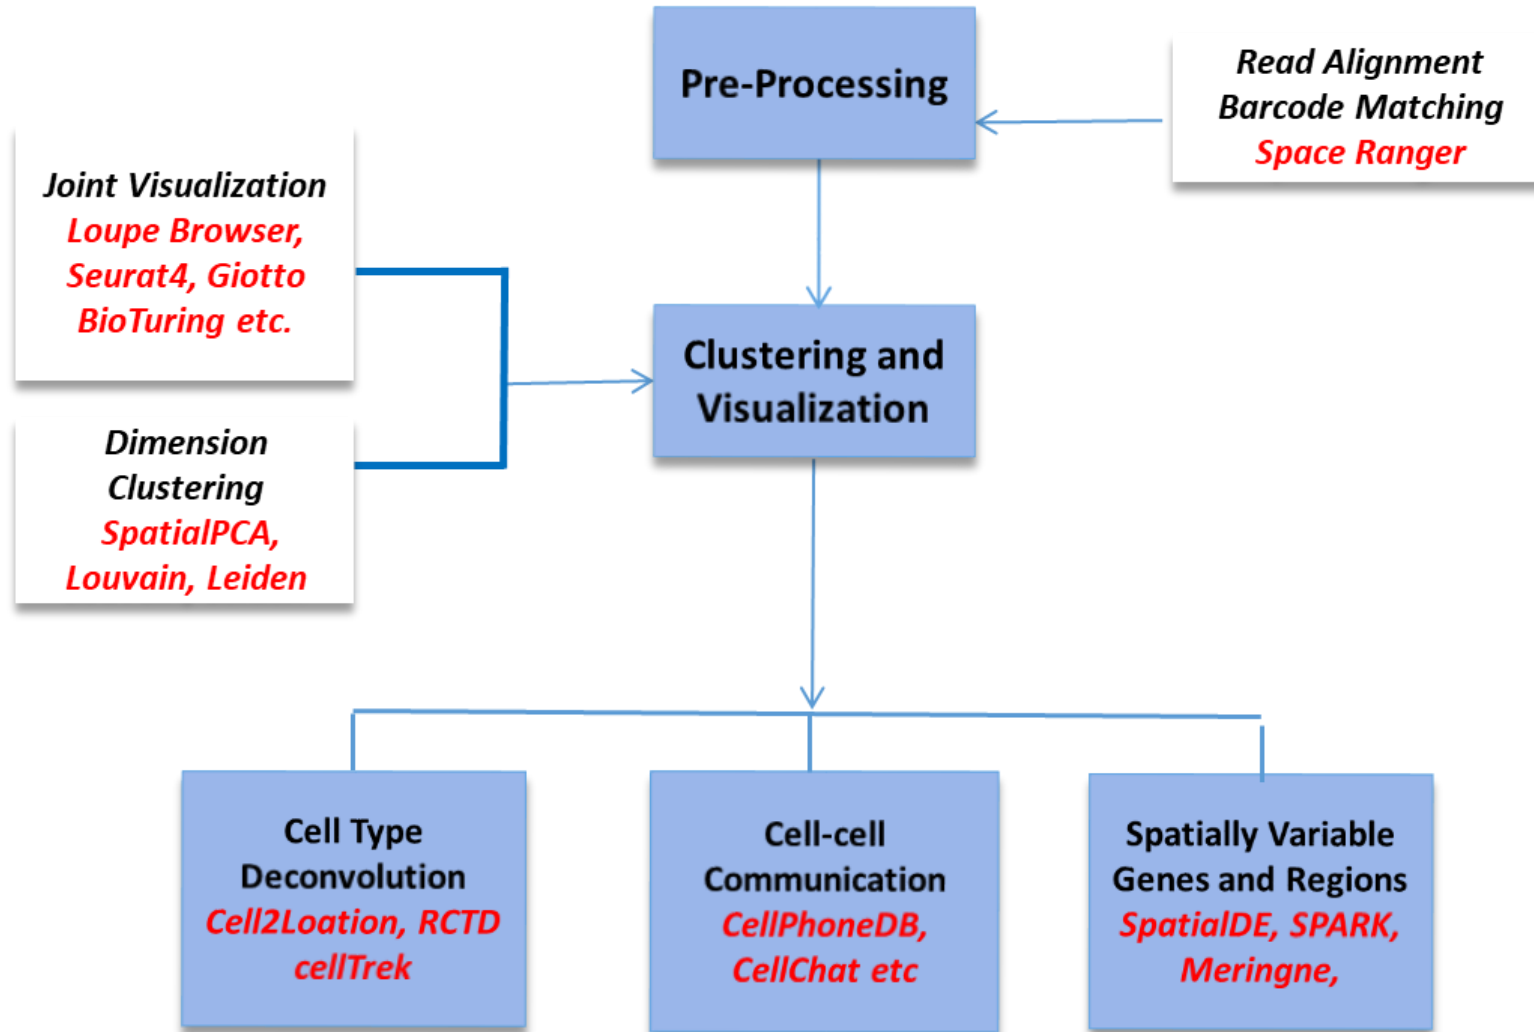 Pre-Processing
Read Alignment
Barcode Matching
Space Ranger
Joint Visualization
Loupe Browser,
Seurat4, Giotto
BioTuring etc.
Dimension
Clustering
SpatialPCA,
Louvain, Leiden
Clustering and
Visualization
Cell Type
Deconvolution
Cell2Loation, RCTD
cellTrek
Cell-cell
Communication
CellPhoneDB,
CellChat etc
Spatially Variable
Genes and Regions
SpatialDE, SPARK,
Meringne,